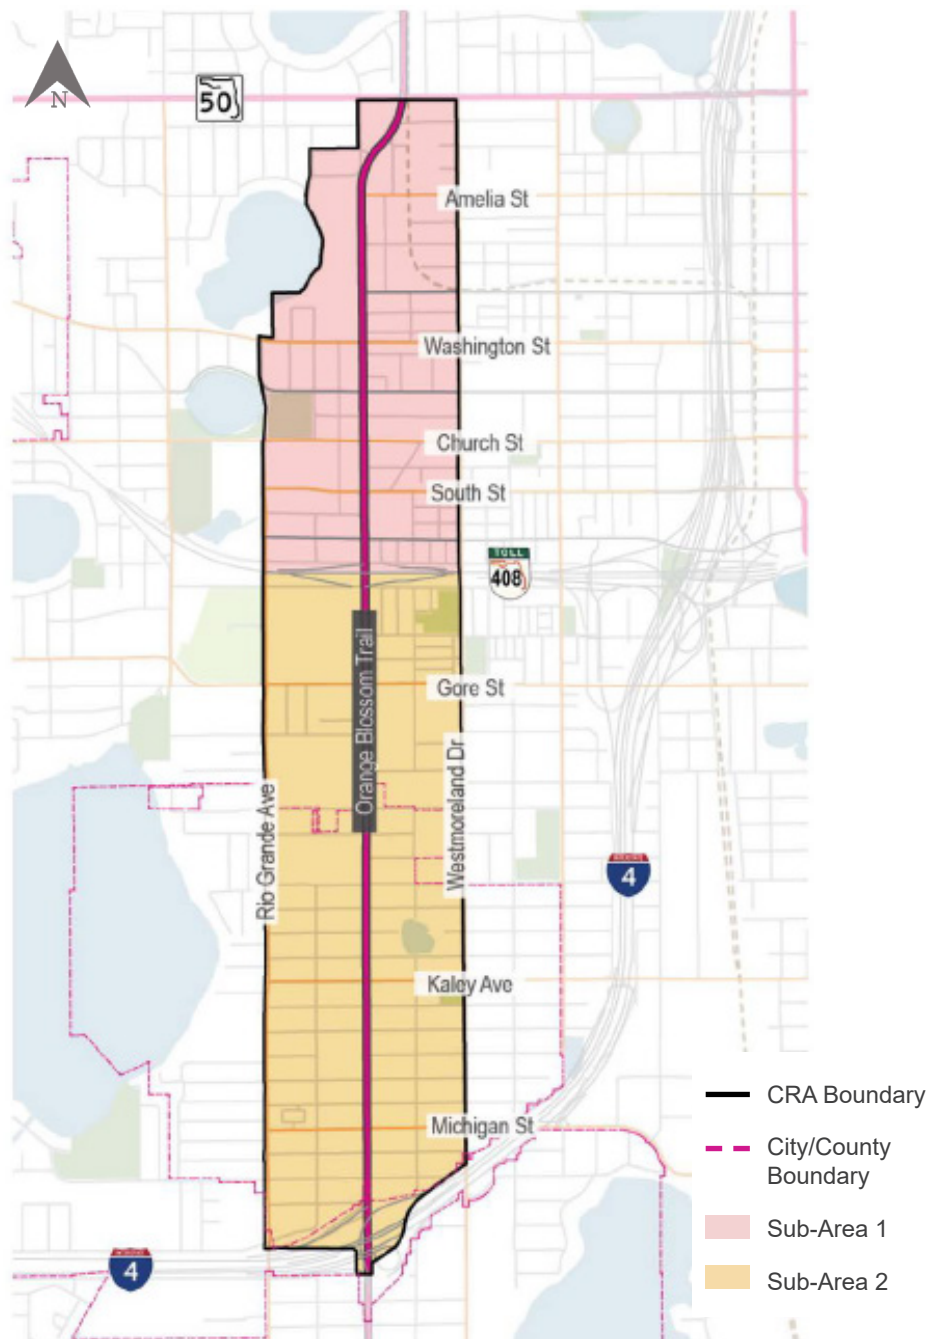 N
50
Amelia St
Washington St
Church St
South St
TOLL
408
Orange Blossom Trail
Gore St
Westmoreland Dr
Rio Grande Ave
4
Kaley Ave
Michigan St
4
CRA Boundary
City/County
Boundary
Sub-Area 1
Sub-Area 2